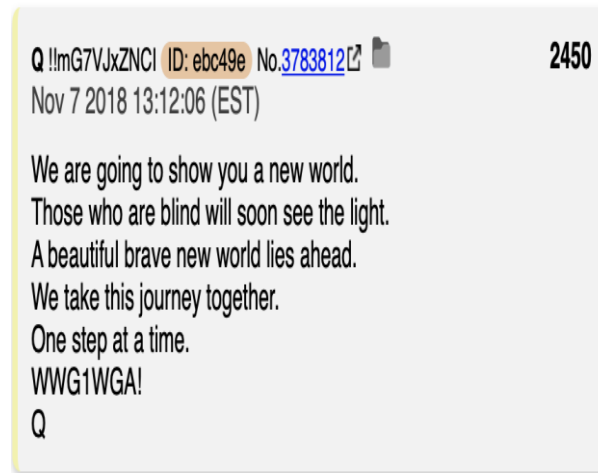 Q !!mG7VJxZNCI ID: ebc49e No.3783812 2450
Nov 7 2018 13:12:06 (EST)
We are going to show you a new world.
Those who are blind will soon see the light.
A beautiful brave new world lies ahead.
We take this journey together.
One step at a time.
WWG1WGA!
Q